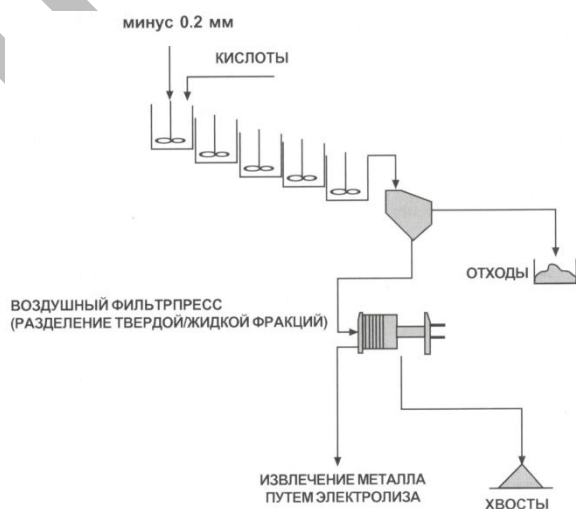 минус 0.2 мм
КИСЛОТЫ
ОТХОДЫ
ВОЗДУШНЫЙ ФИЛЬТРПРЕСС
(РАЗДЕЛЕНИЕ ТВЕРДОЙ/ЖИДКОЙ ФРАКЦИЙ)
ИЗВЛЕЧЕНИЕ МЕТАЛЛА
ПУТЕМ ЭЛЕКТРОЛИЗА
ХВОСТЫ